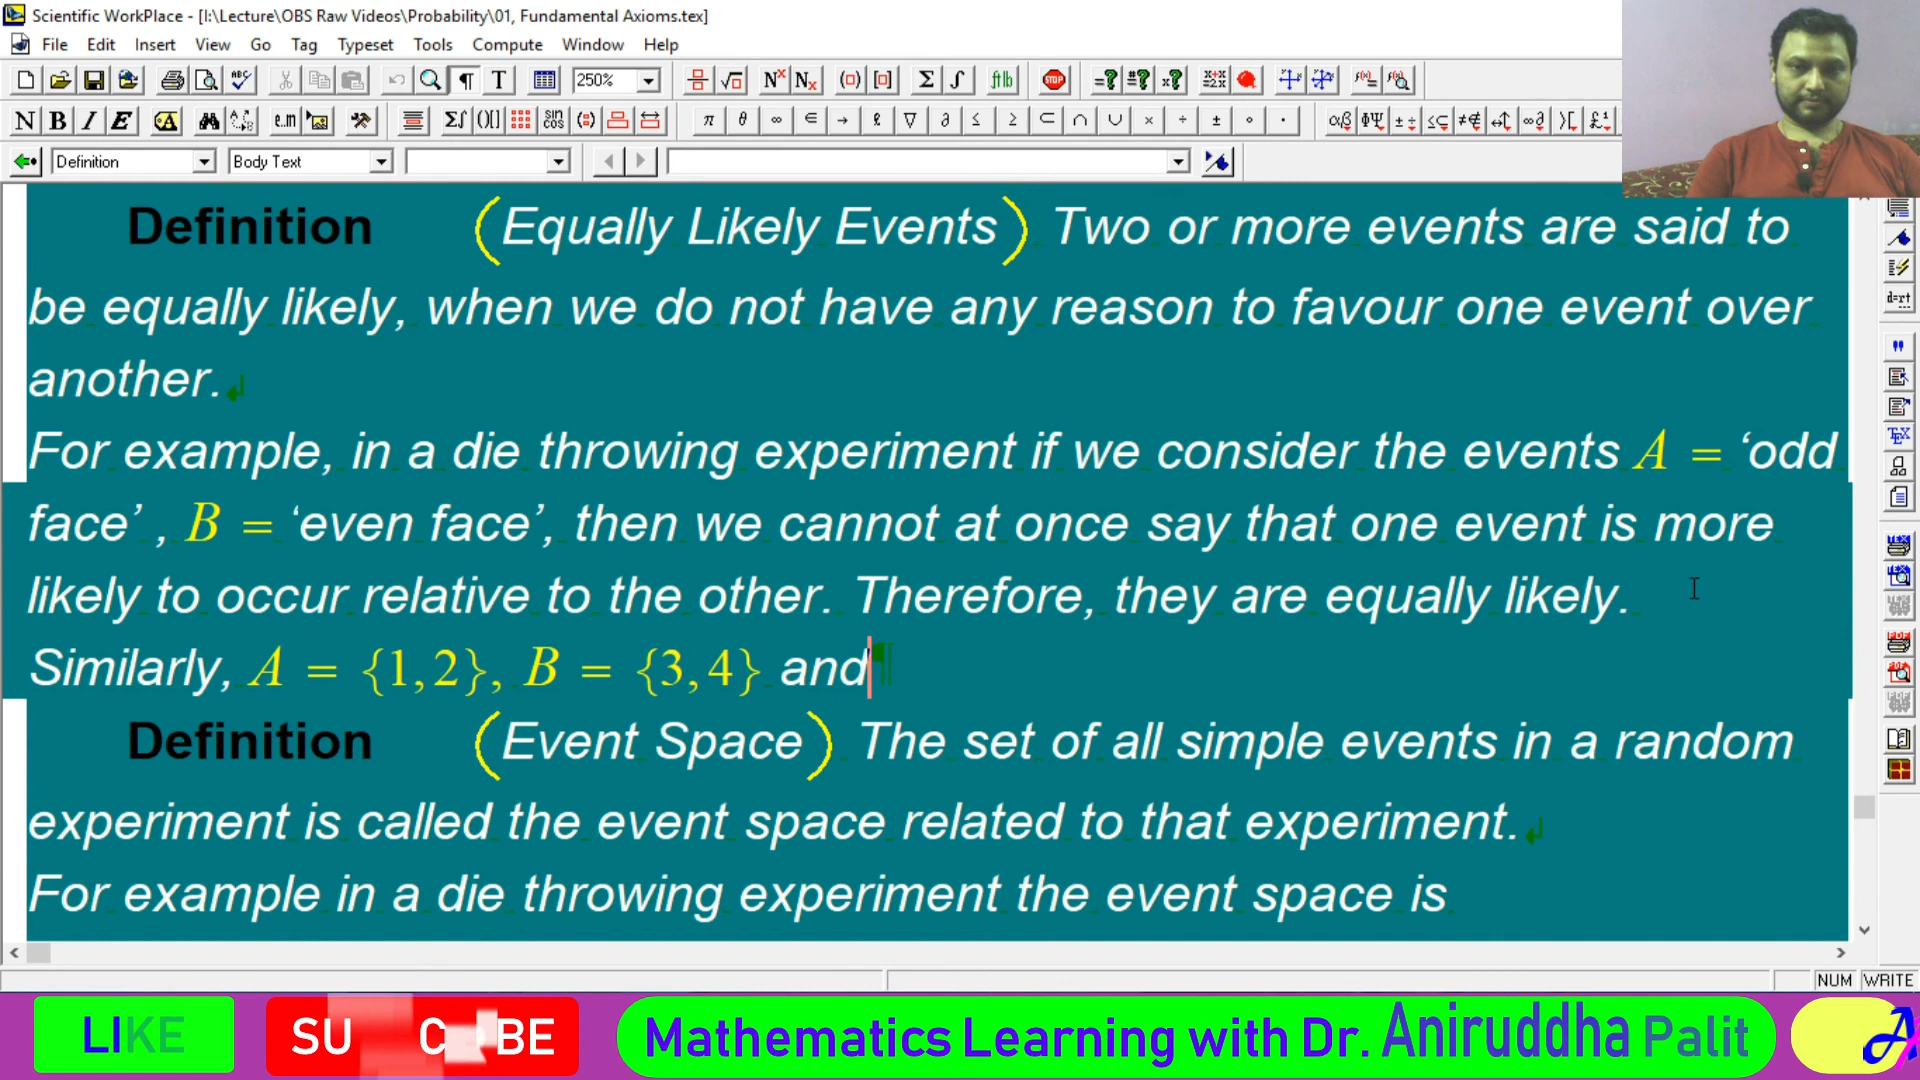 Scientific WorkPlace - [I:\Lecture\OBS Raw Videos\Probability\01, Fundamental Axioms.tex]
File Edit Insert View Go Tag Typeset Tools Compute Window Help
250%
Definition Body Text
Definition (Equally Likely Events) Two or more events are said to
be equally likely, when we do not have any reason to favour one event over
another.
For example, in a die throwing experiment if we consider the events A = ‘odd
face’ , B = ‘even face’, then we cannot at once say that one event is more
likely to occur relative to the other. Therefore, they are equally likely.
Similarly, A = {1,2}, B = {3,4} and
Definition (Event Space) The set of all simple events in a random
experiment is called the event space related to that experiment.
For example in a die throwing experiment the event space is
NUM WRITE
LIKE
SU C BE
Mathematics Learning with Dr. Aniruddha Palit
A